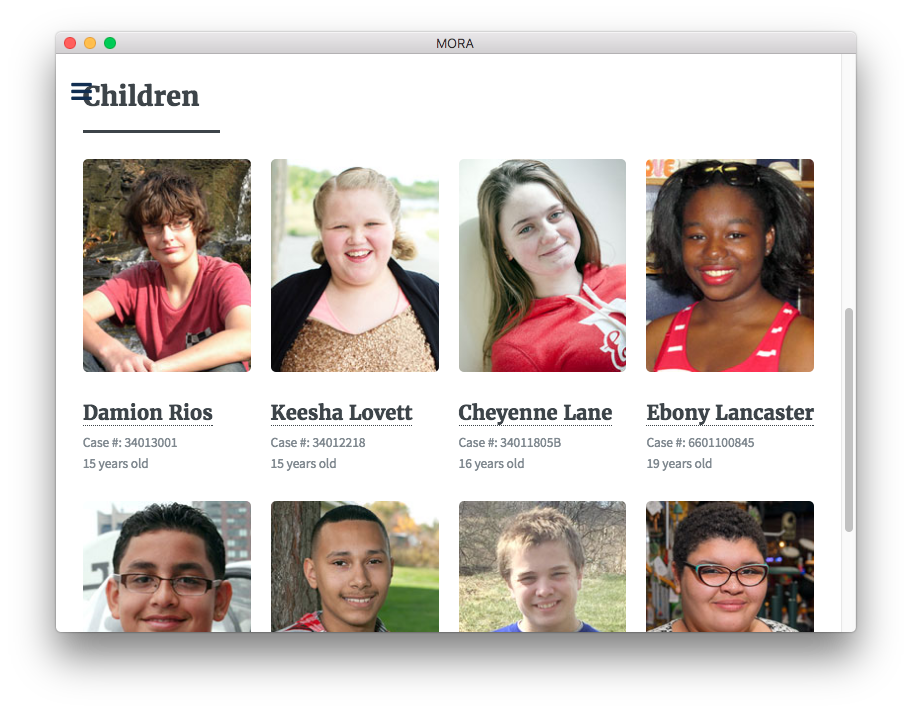 MORA
Children
Damion Rios
Keesha Lovett
Cheyenne Lane
Ebony Lancaster
Case #: 34013001
Case #: 34012218
Case #: 34011805B
Case #: 6601100845
15 years old
15 years old
16 years old
19 years old